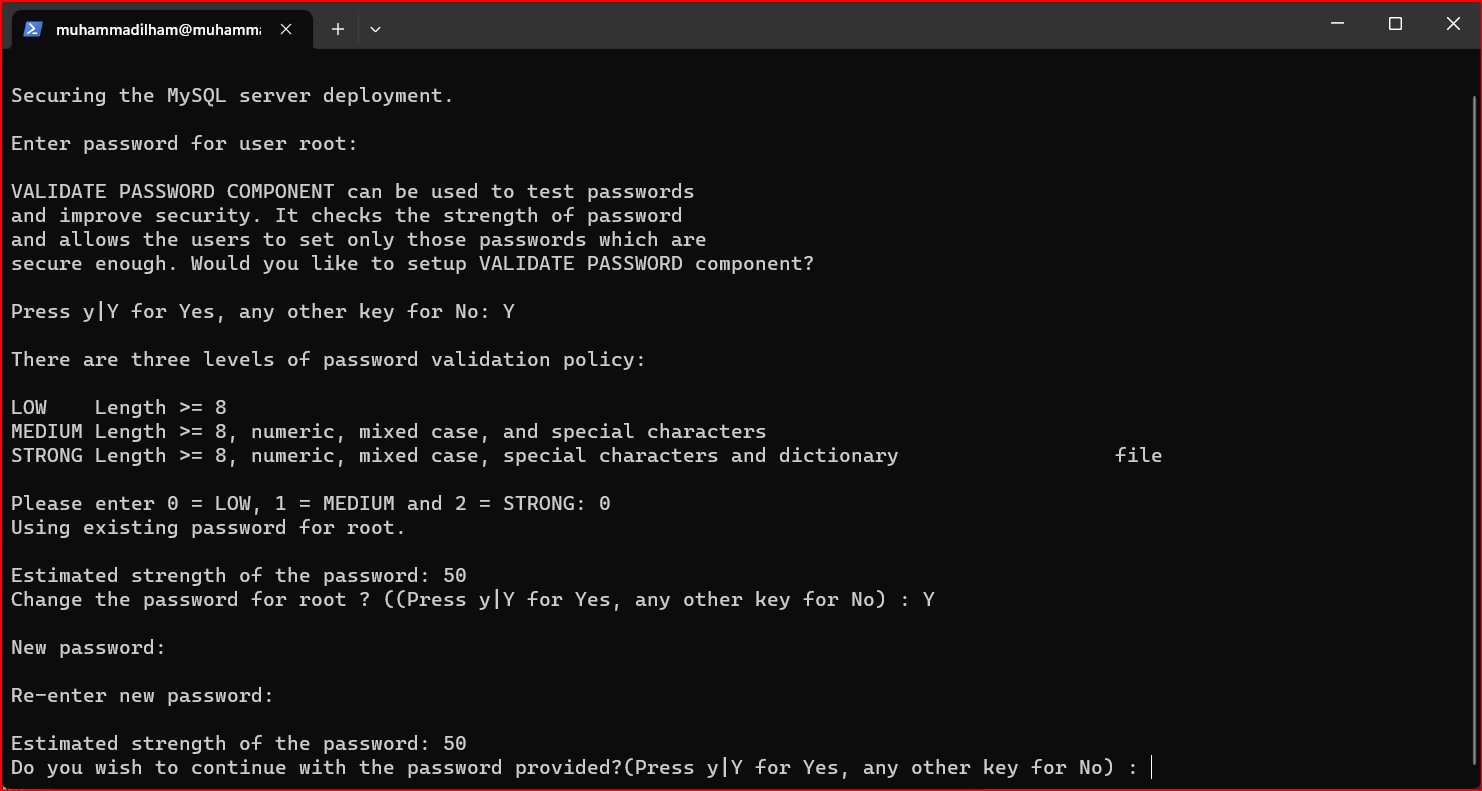 muhammadilham@muhamma
Securing the MySQL server deployment.
Enter password for user root:
VALIDATE PASSWORD COMPONENT can be used to test passwords
and improve security. It checks the strength of password
and allows the users to set only those passwords which are
secure enough. Would you like to setup VALIDATE PASSWORD component?
Press y|Y for Yes, any other key for No: Y
There are three levels of password validation policy:
LOW    Length >= 8
MEDIUM Length >= 8, numeric, mixed case, and special characters
STRONG Length >= 8, numeric, mixed case, special characters and dictionary                  file
Please enter 0 = LOW, 1 = MEDIUM and 2 = STRONG: 0
Using existing password for root.
Estimated strength of the password: 50
Change the password for root ? ((Press y|Y for Yes, any other key for No) : Y
New password:
Re-enter new password:
Estimated strength of the password: 50
Do you wish to continue with the password provided?(Press y|Y for Yes, any other key for No) :